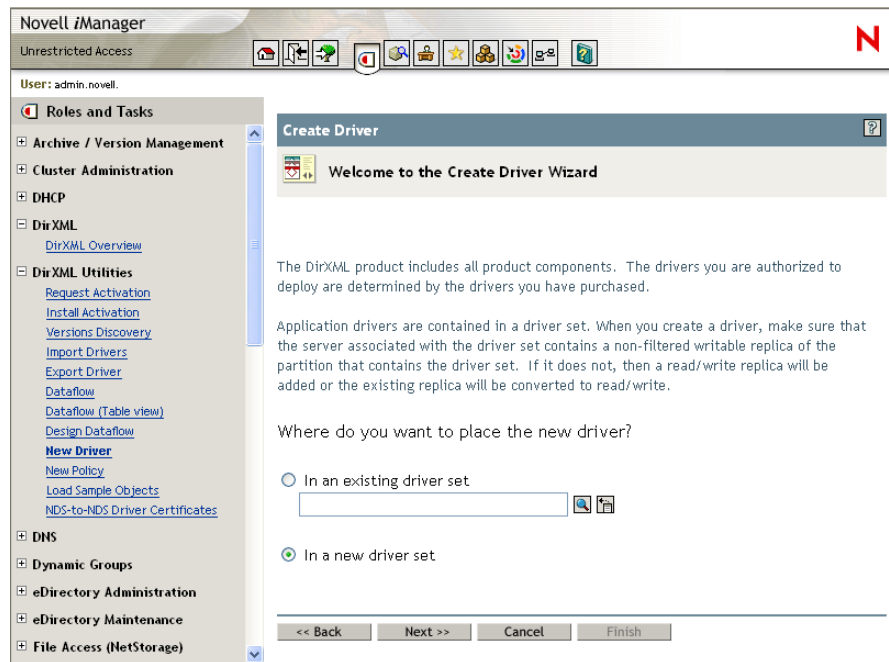 Novell iManager
Unrestricted Access
N
User: admin.novell.
Roles and Tasks
Archive / Version Management
Cluster Administration
DHCP
DirXML
DirXML Overview
DirXML Utilities
Request Activation
Install Activation
Versions Discovery
Import Drivers
Export Driver
Dataflow
Dataflow (Table view)
Design Dataflow
New Driver
New Policy
Load Sample Objects
NDS-to-NDS Driver Certificates
DNS
Dynamic Groups
eDirectory Administration
eDirectory Maintenance
File Access (NetStorage)
Create Driver
?
Welcome to the Create Driver Wizard
The DirXML product includes all product components. The drivers you are authorized to
deploy are determined by the drivers you have purchased.
Application drivers are contained in a driver set. When you create a driver, make sure that
the server associated with the driver set contains a non-filtered writable replica of the
partition that contains the driver set. If it does not, then a read/write replica will be
added or the existing replica will be converted to read/write.
Where do you want to place the new driver?
In an existing driver set
In a new driver set
<< Back
Next >>
Cancel
Finish